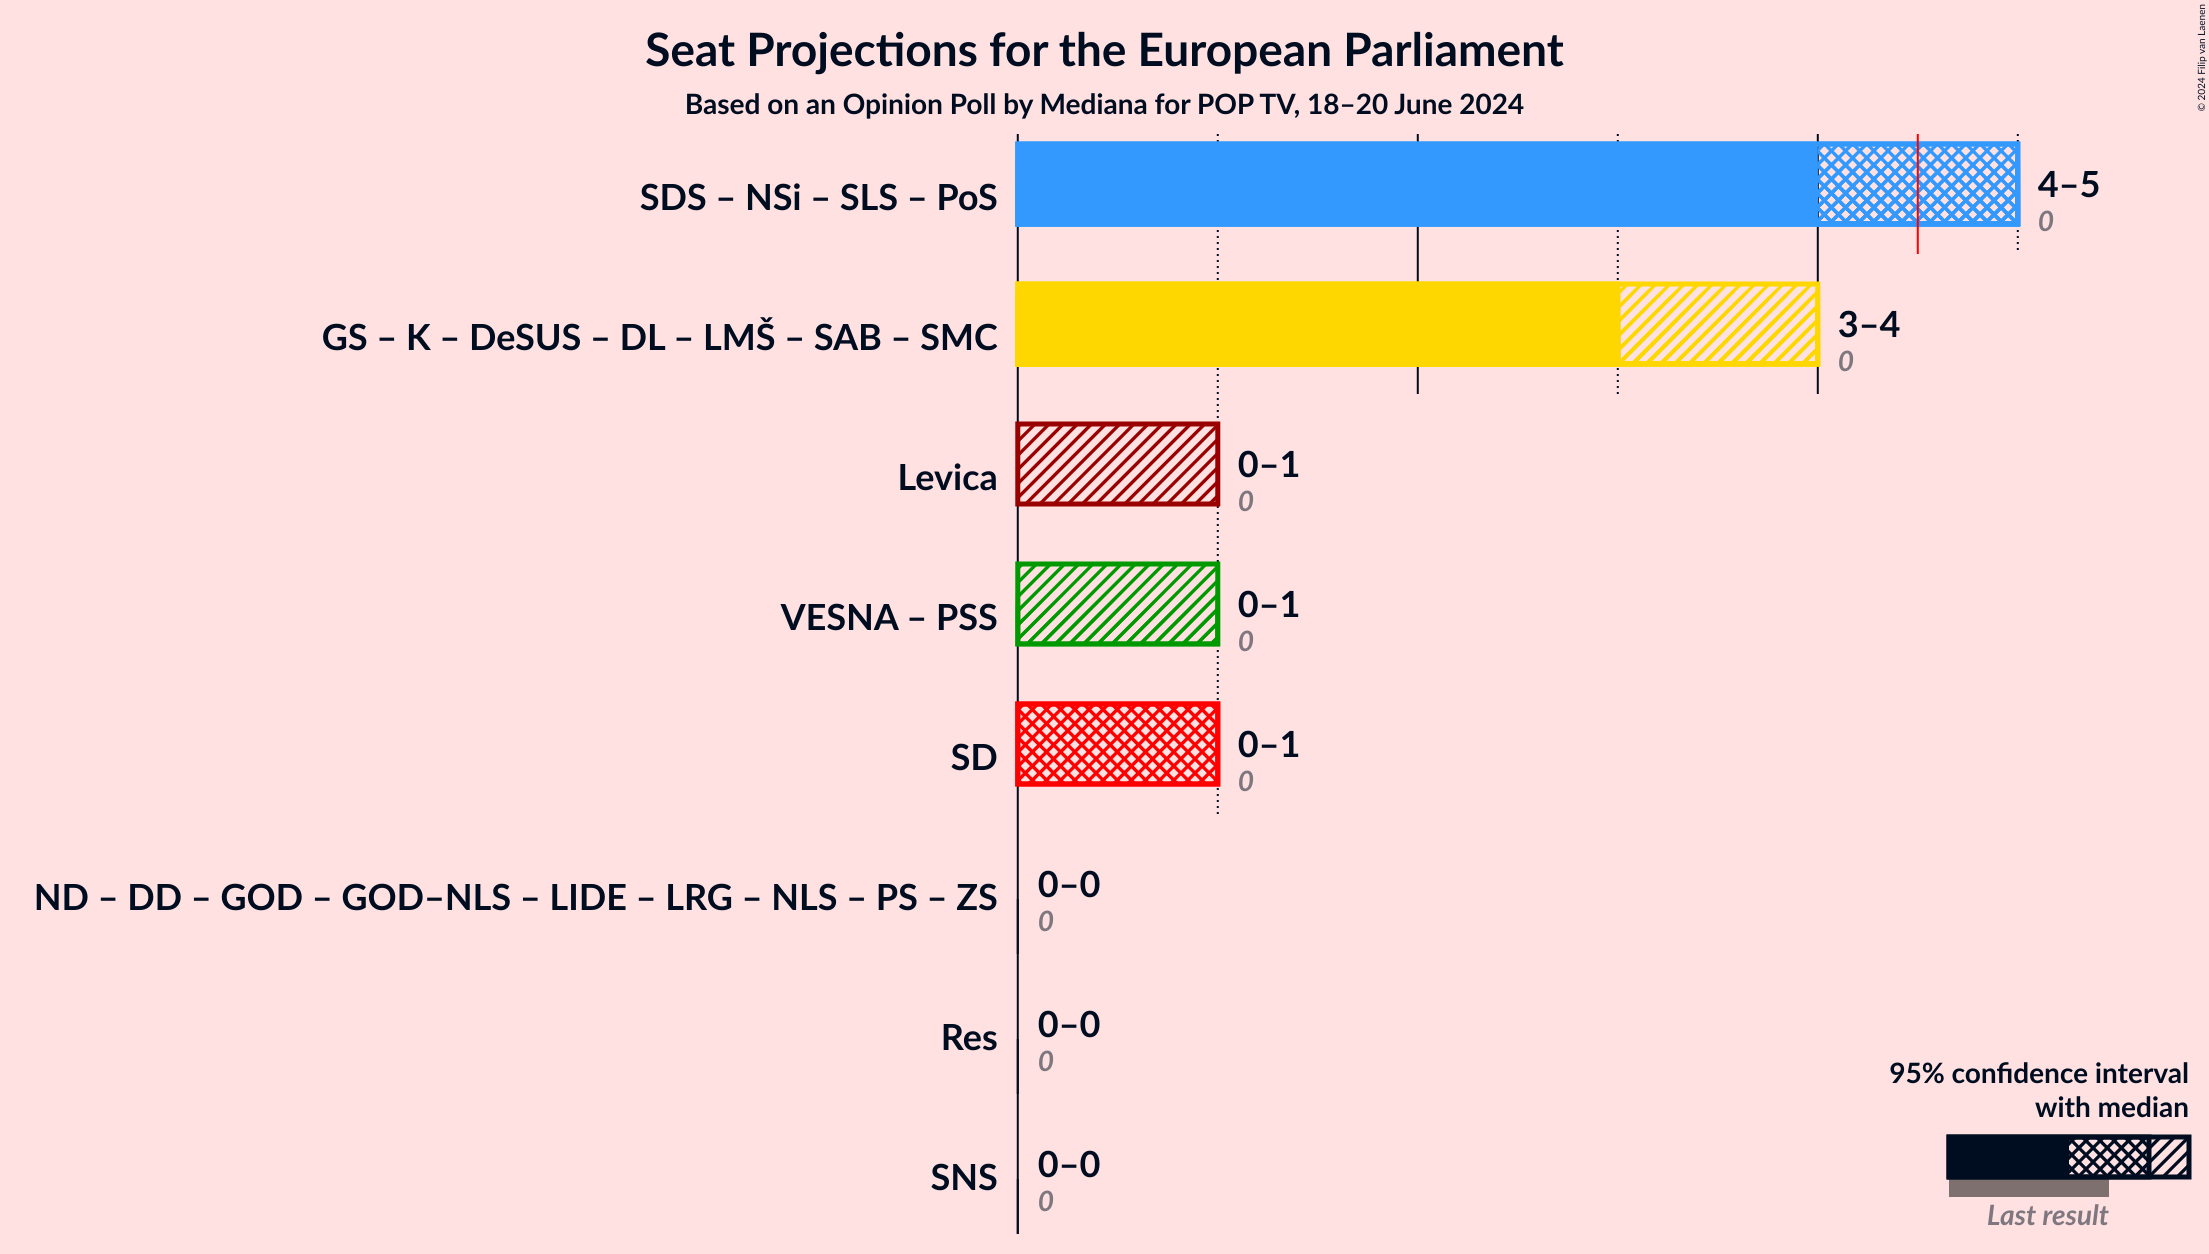 Seat Projections for the European Parliament
Based on an Opinion Poll by Mediana for POP TV, 18–20 June 2024
© 2024 Filip van Laenen
SDS – NSi – SLS – PoS
4–5
0
GS – K – DeSUS – DL – LMŠ – SAB – SMC
3–4
0
Levica
0–1
0
VESNA – PSS
0–1
0
SD
0–1
0
ND – DD – GOD – GOD–NLS – LIDE – LRG – NLS – PS – ZS
0–0
0
Res
0–0
0
SNS
0–0
0
95% confidence interval
with median
Last result